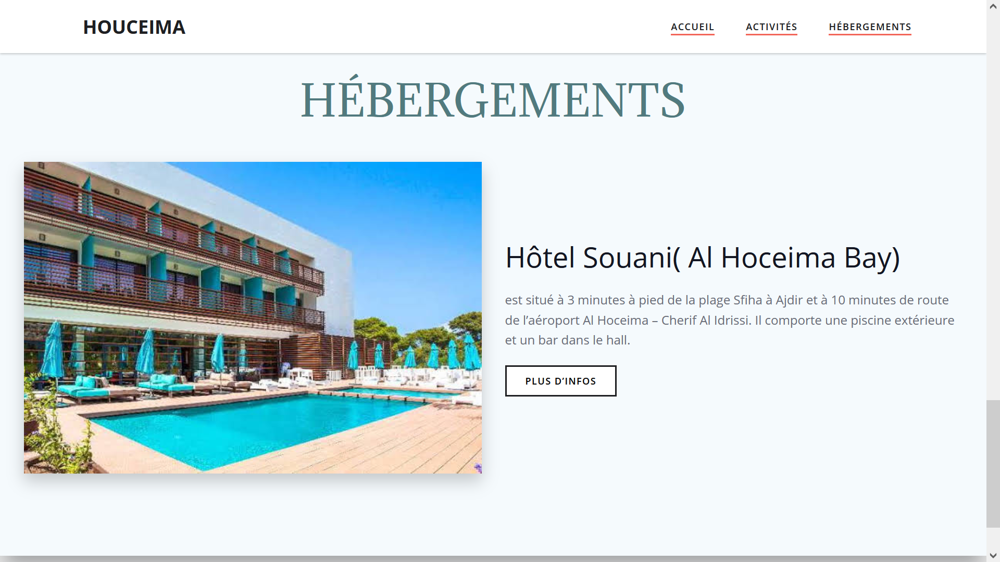 HOUCEIMA
ACCUEIL
ACTIVITÉS
HÉBERGEMENTS
HÉBERGEMENTS
Hôtel Souani( Al Hoceima Bay)
est situé à 3 minutes à pied de la plage Sfiha à Ajdir et à 10 minutes de route
de l’aéroport Al Hoceima – Cherif Al Idrissi. Il comporte une piscine extérieure
et un bar dans le hall.
PLUS D’INFOS